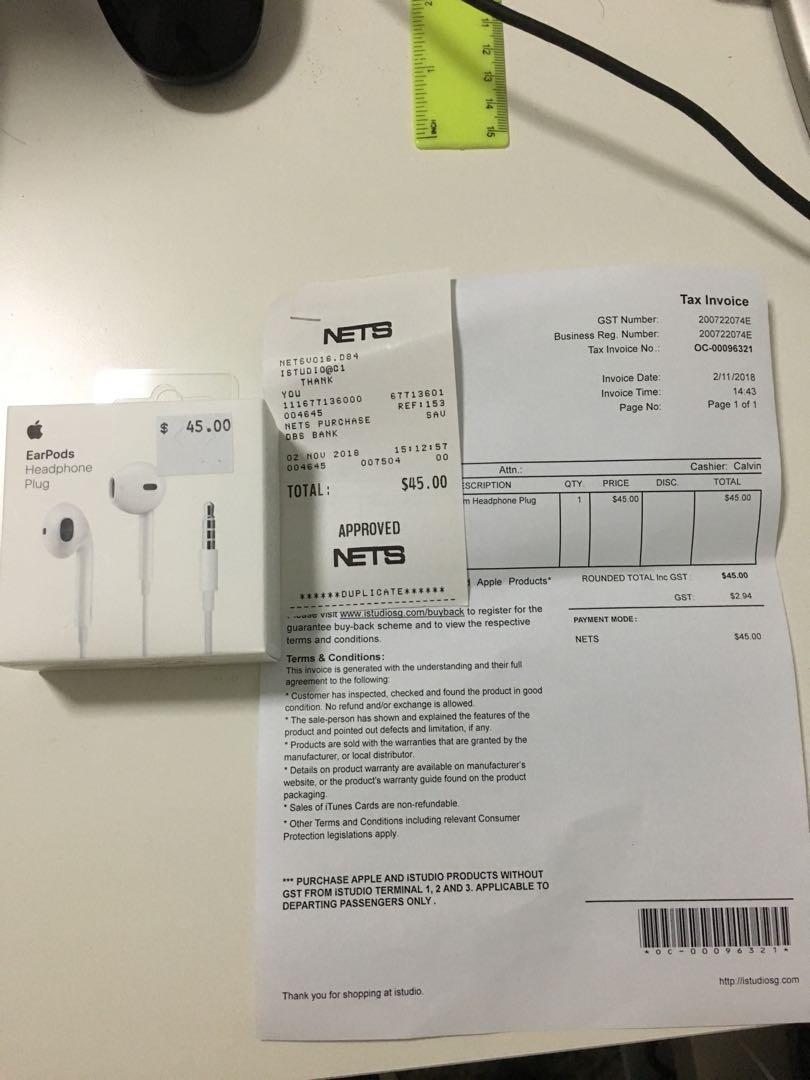 2
1
INCH
11
12
13
14
15
$ 45.00
EarPods
Headphone
Plug
NETS
NETSV016.D84
ISTUDIO@C1
THANK
YOU
111677136000 67713601
004645 REF:153
NETS PURCHASE SAV
DBS BANK
02 NOV 2018 15:12:57
004645 007504 00
TOTAL: $45.00
APPROVED
NETS
******DUPLICATE******
Tax Invoice
GST Number: 200722074E
Business Reg. Number: 200722074E
Tax Invoice No.: OC-00096321
Invoice Date: 2/11/2018
Invoice Time: 14:43
Page No: Page 1 of 1
Attn.: Cashier: Calvin
SCRIPTION QTY. PRICE DISC. TOTAL
m Headphone Plug 1 $45.00 $45.00
Apple Products* ROUNDED TOTAL Inc GST : $45.00
GST: $2.94
PAYMENT MODE :
NETS $45.00
visit www.istudiosg.com/buyback to register for the
guarantee buy-back scheme and to view the respective
terms and conditions.
Terms & Conditions:
This invoice is generated with the understanding and their full
agreement to the following:
* Customer has inspected, checked and found the product in good
condition. No refund and/or exchange is allowed.
* The sale-person has shown and explained the features of the
product and pointed out defects and limitation, if any.
* Products are sold with the warranties that are granted by the
manufacturer, or local distributor.
* Details on product warranty are available on manufacturer's
website, or the product's warranty guide found on the product
packaging.
* Sales of iTunes Cards are non-refundable.
* Other Terms and Conditions including relevant Consumer
Protection legislations apply.
*** PURCHASE APPLE AND iSTUDIO PRODUCTS WITHOUT
GST FROM iSTUDIO TERMINAL 1, 2 AND 3. APPLICABLE TO
DEPARTING PASSENGERS ONLY .
*OC-00096321*
http://istudiosg.com
Thank you for shopping at istudio.